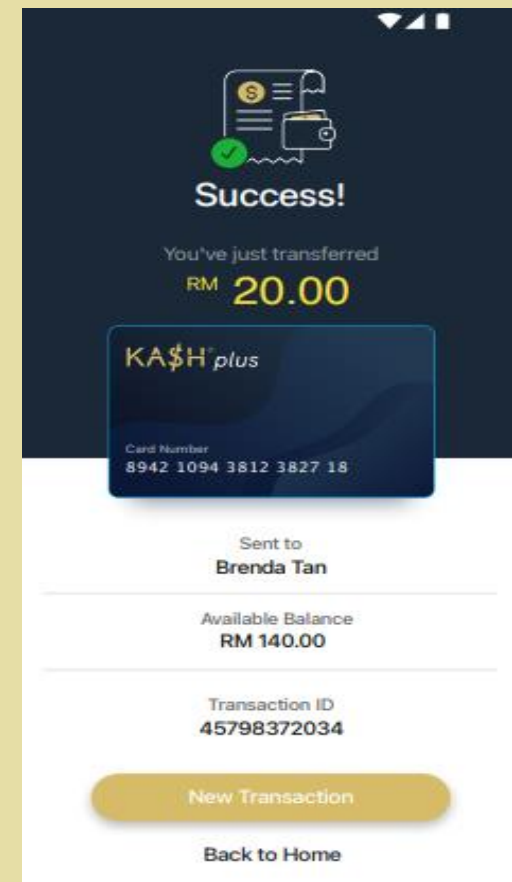 $
Success!
You've just transferred
RM 20.00
KA$H plus
Card Number
8942 1094 3812 3827 18
Sent to
Brenda Tan
Available Balance
RM 140.00
Transaction ID
45798372034
New Transaction
Back to Home